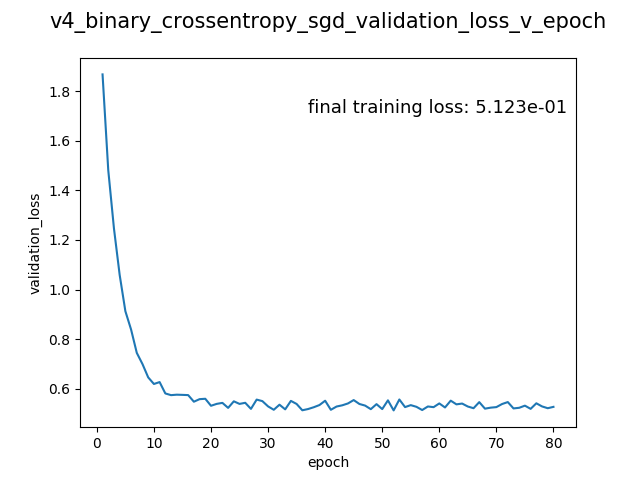 v4_binary_crossentropy_sgd_validation_loss_v_epoch
final training loss: 5.123e-01
validation_loss
1.8
1.6
1.4
1.2
1.0
0.8
0.6
0 10 20 30 40 50 60 70 80
epoch